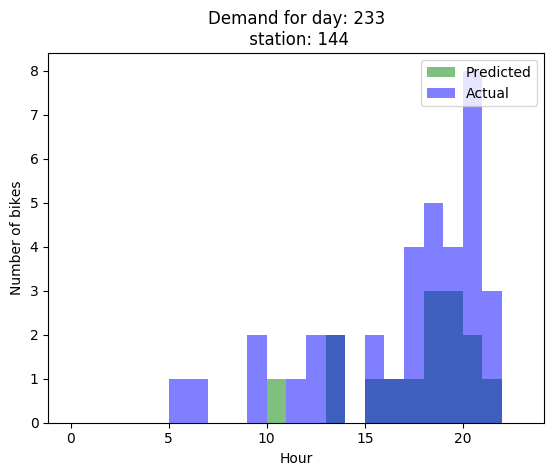 Demand for day: 233
station: 144
Predicted
Actual
Number of bikes
8
7
6
5
4
3
2
1
0
0 5 10 15 20
Hour